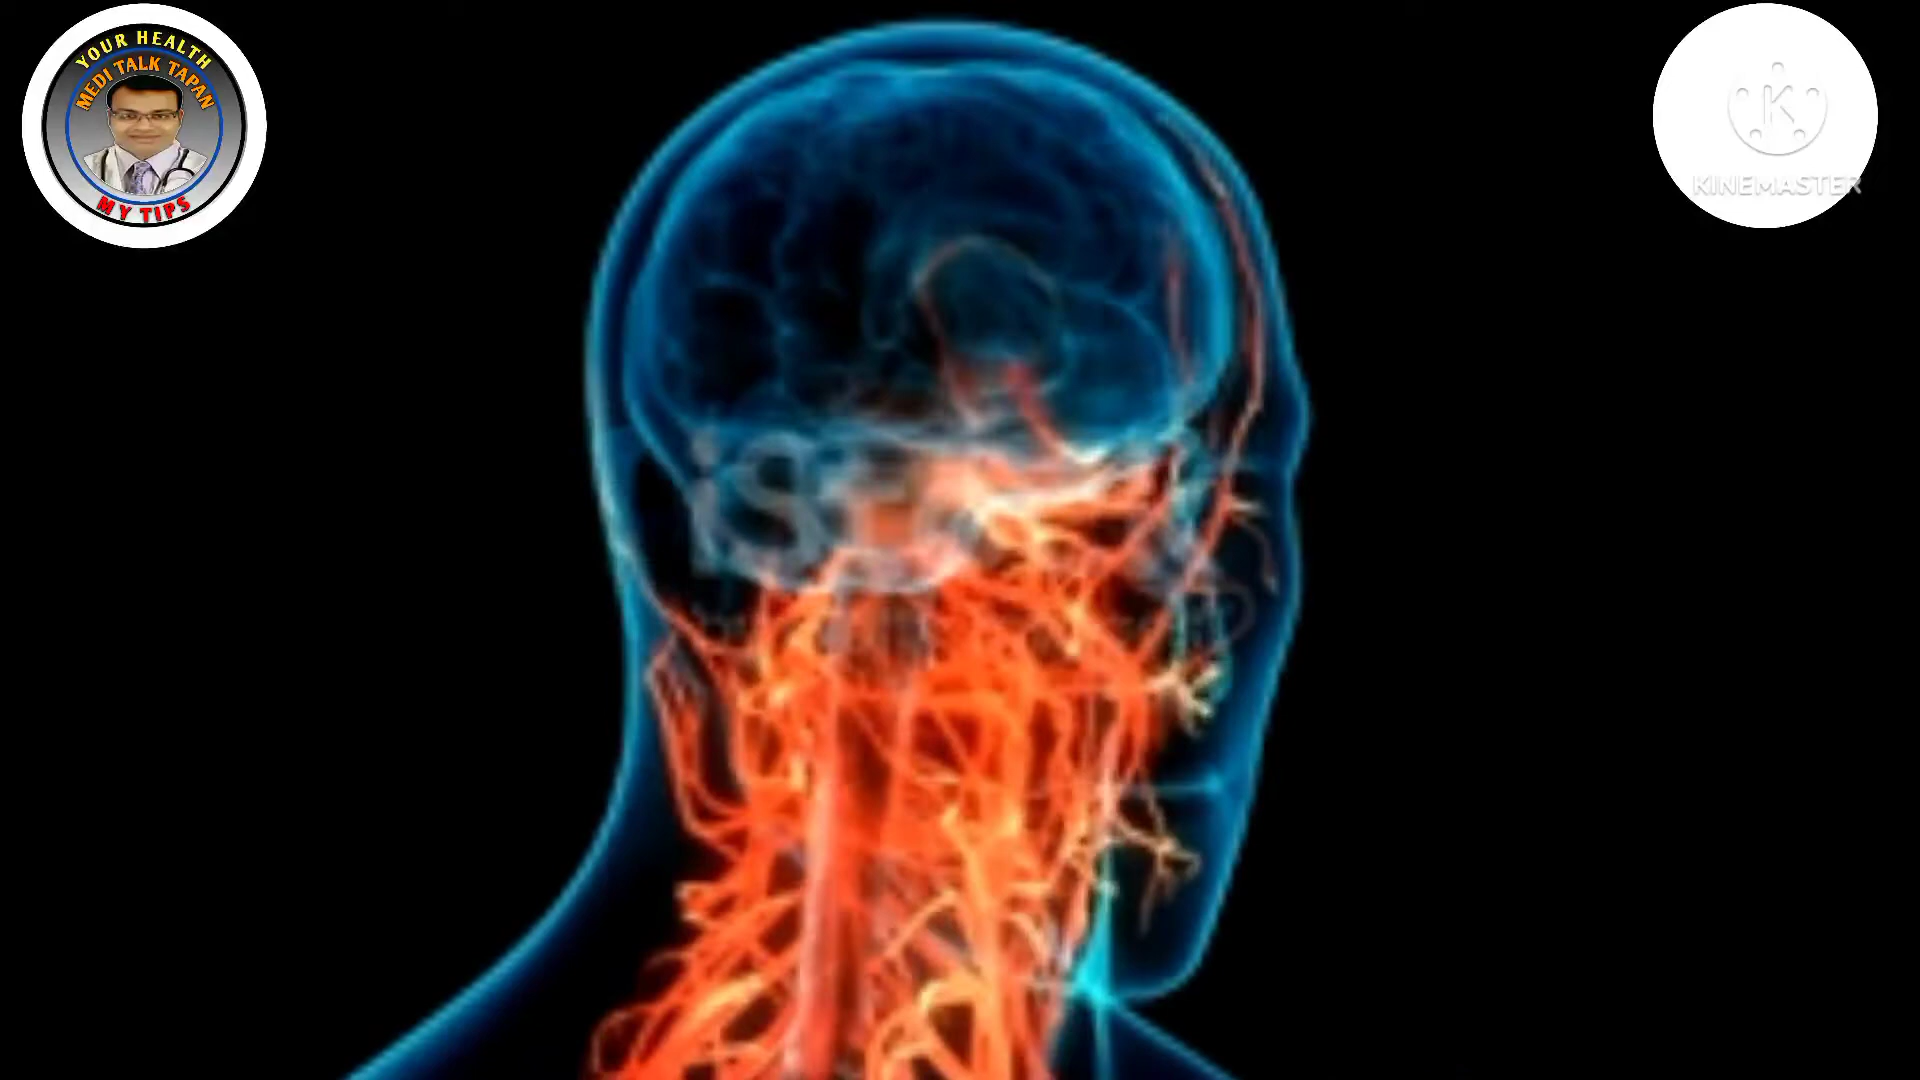 YOUR HEALTH
MEDI TALK TAPAN
MY TIPS
K
KINEMASTER